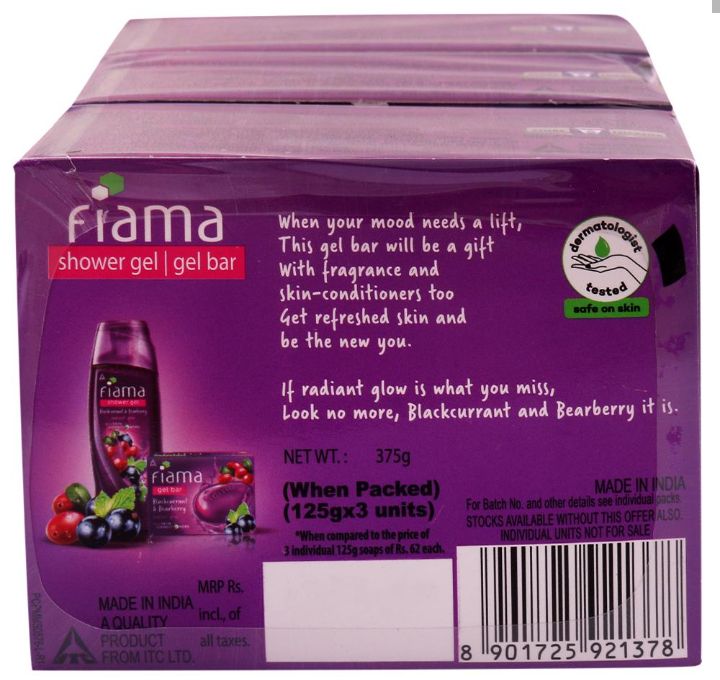 fiama
shower gel | gel bar
When your mood needs a lift,
This gel bar will be a gift
With fragrance and
skin-conditioners too
Get refreshed skin and
be the new you.
If radiant glow is what you miss,
Look no more, Blackcurrant and Bearberry it is.
dermatologist
tested
safe on skin
fiama
shower gel
Blackcurrant & Bearberry
fiama
gel bar
Blackcurrant
& Bearberry
NET WT.: 375g
(When Packed)
(125gx3 units)
*When compared to the price of
3 individual 125g soaps of Rs. 62 each.
MADE IN INDIA
For Batch No. and other details see individual packs.
STOCKS AVAILABLE WITHOUT THIS OFFER ALSO.
INDIVIDUAL UNITS NOT FOR SALE
MRP Rs.
incl., of
all taxes.
MADE IN INDIA
A QUALITY
PRODUCT
FROM ITC LTD.
8 901725 921378